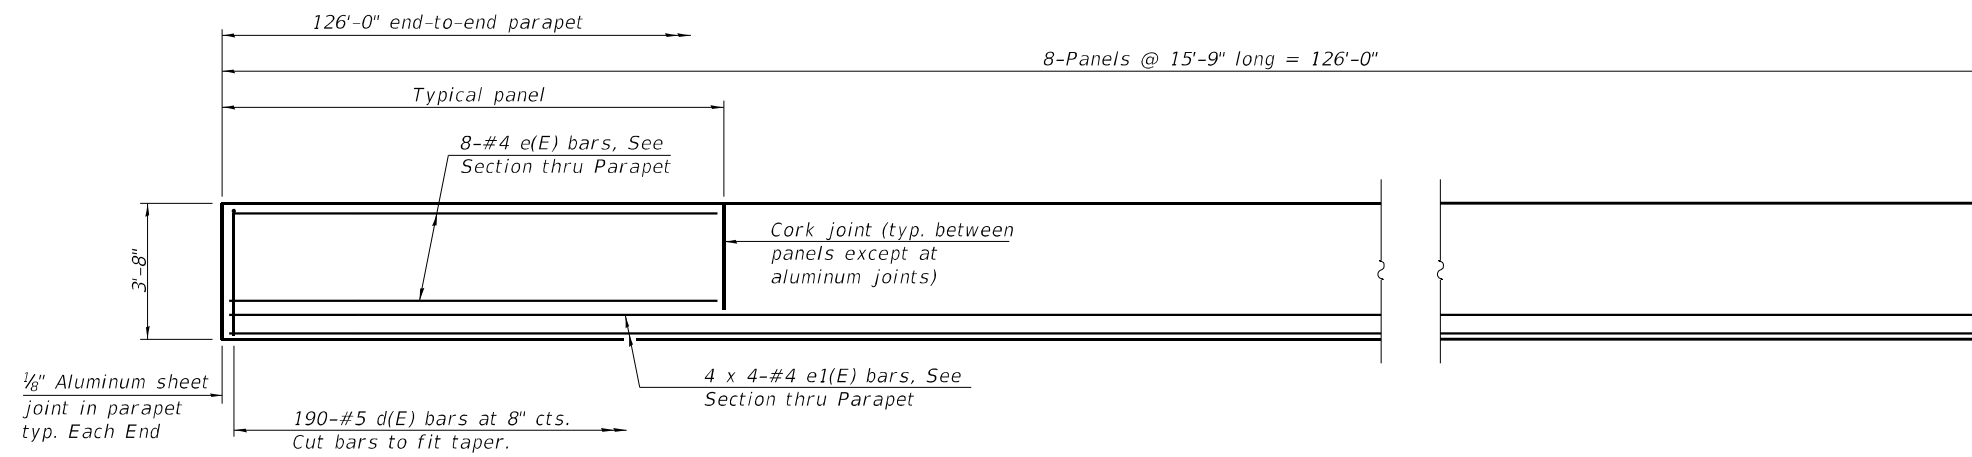 126'-0" end-to-end parapet
8-Panels @ 15'-9" long = 126'-0"
Typical panel
8-#4 e(E) bars, See
Section thru Parapet
Cork joint (typ. between
panels except at
aluminum joints)
3'-8"
4 x 4-#4 e1(E) bars, See
Section thru Parapet
⅛" Aluminum sheet
joint in parapet
typ. Each End
190-#5 d(E) bars at 8" cts.
Cut bars to fit taper.